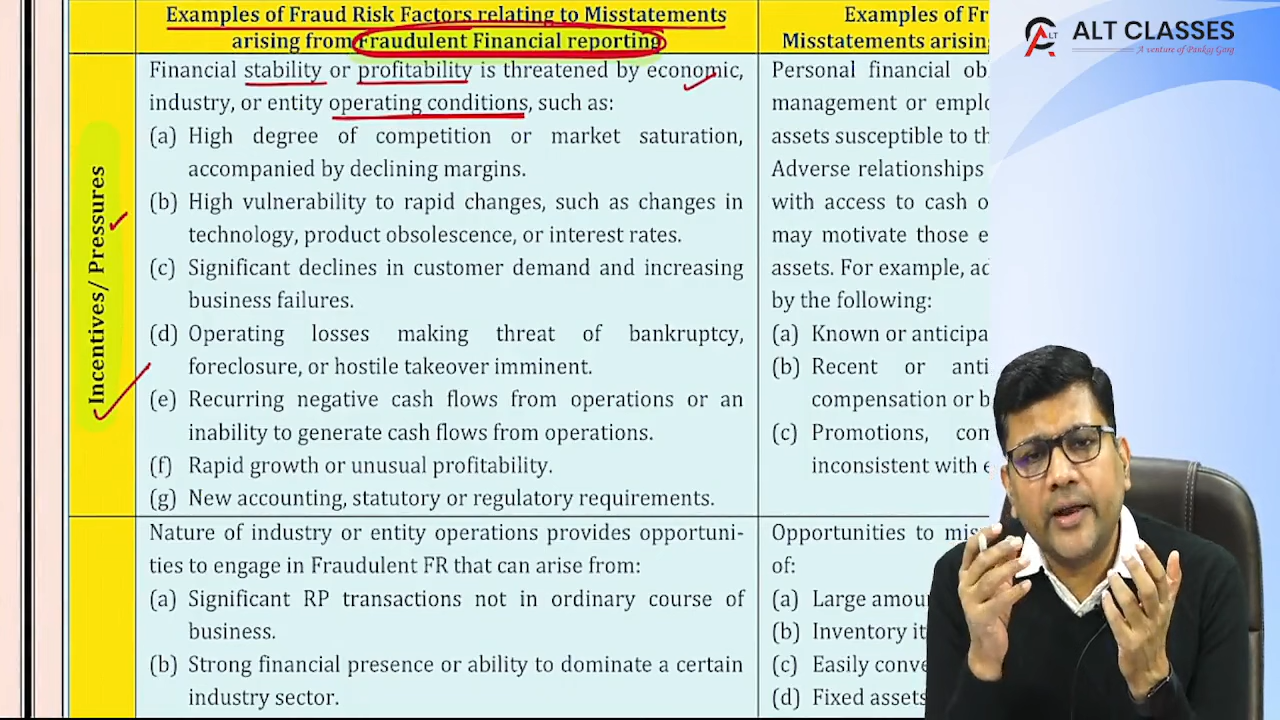 Examples of Fraud Risk Factors relating to Misstatements
arising from Fraudulent Financial reporting
Financial stability or profitability is threatened by economic,
industry, or entity operating conditions, such as:
(a) High degree of competition or market saturation,
accompanied by declining margins.
(b) High vulnerability to rapid changes, such as changes in
technology, product obsolescence, or interest rates.
(c) Significant declines in customer demand and increasing
business failures.
(d) Operating losses making threat of bankruptcy,
foreclosure, or hostile takeover imminent.
(e) Recurring negative cash flows from operations or an
inability to generate cash flows from operations.
(f) Rapid growth or unusual profitability.
(g) New accounting, statutory or regulatory requirements.
Incentives/ Pressures
Nature of industry or entity operations provides opportuni-
ties to engage in Fraudulent FR that can arise from:
(a) Significant RP transactions not in ordinary course of
business.
(b) Strong financial presence or ability to dominate a certain
industry sector.
Examples of Fr
Misstatements arising
Personal financial ob
management or emplo
assets susceptible to th
Adverse relationships
with access to cash o
may motivate those e
assets. For example, ad
by the following:
(a) Known or anticipa
(b) Recent or anti
compensation or b
(c) Promotions, com
inconsistent with e
Opportunities to mis
of:
(a) Large amou
(b) Inventory it
(c) Easily conve
(d) Fixed assets
ALT
ALT CLASSES
A venture of Pankaj Garg